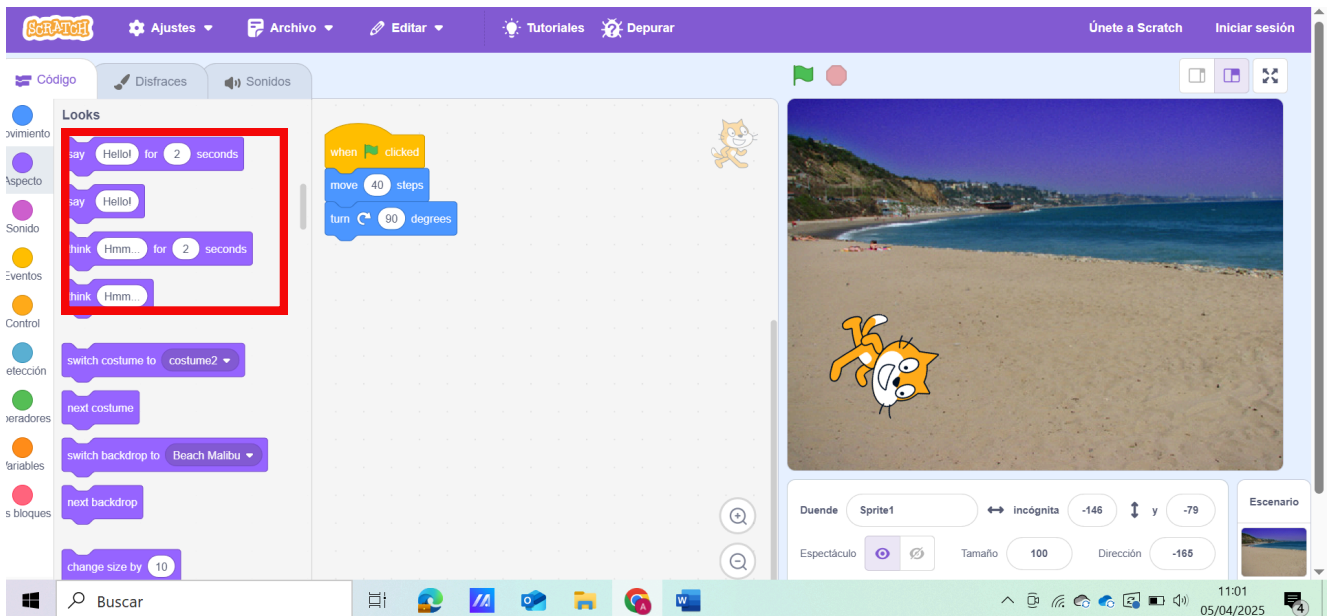 SCRATCH Ajustes Archivo Editar Tutoriales Depurar Únete a Scratch Iniciar sesión
Código Disfraces Sonidos
Looks
ovimiento
Aspecto
Sonido
Eventos
Control
etección
peradores
Variables
s bloques
say Hello! for 2 seconds
say Hello!
think Hmm... for 2 seconds
think Hmm...
switch costume to costume2
next costume
switch backdrop to Beach Malibu
next backdrop
change size by 10
when clicked
move 40 steps
turn 90 degrees
Duende Sprite1 incógnita -146 y -79
Espectáculo Tamaño 100 Dirección -165
Escenario
Buscar
11:01
05/04/2025
4